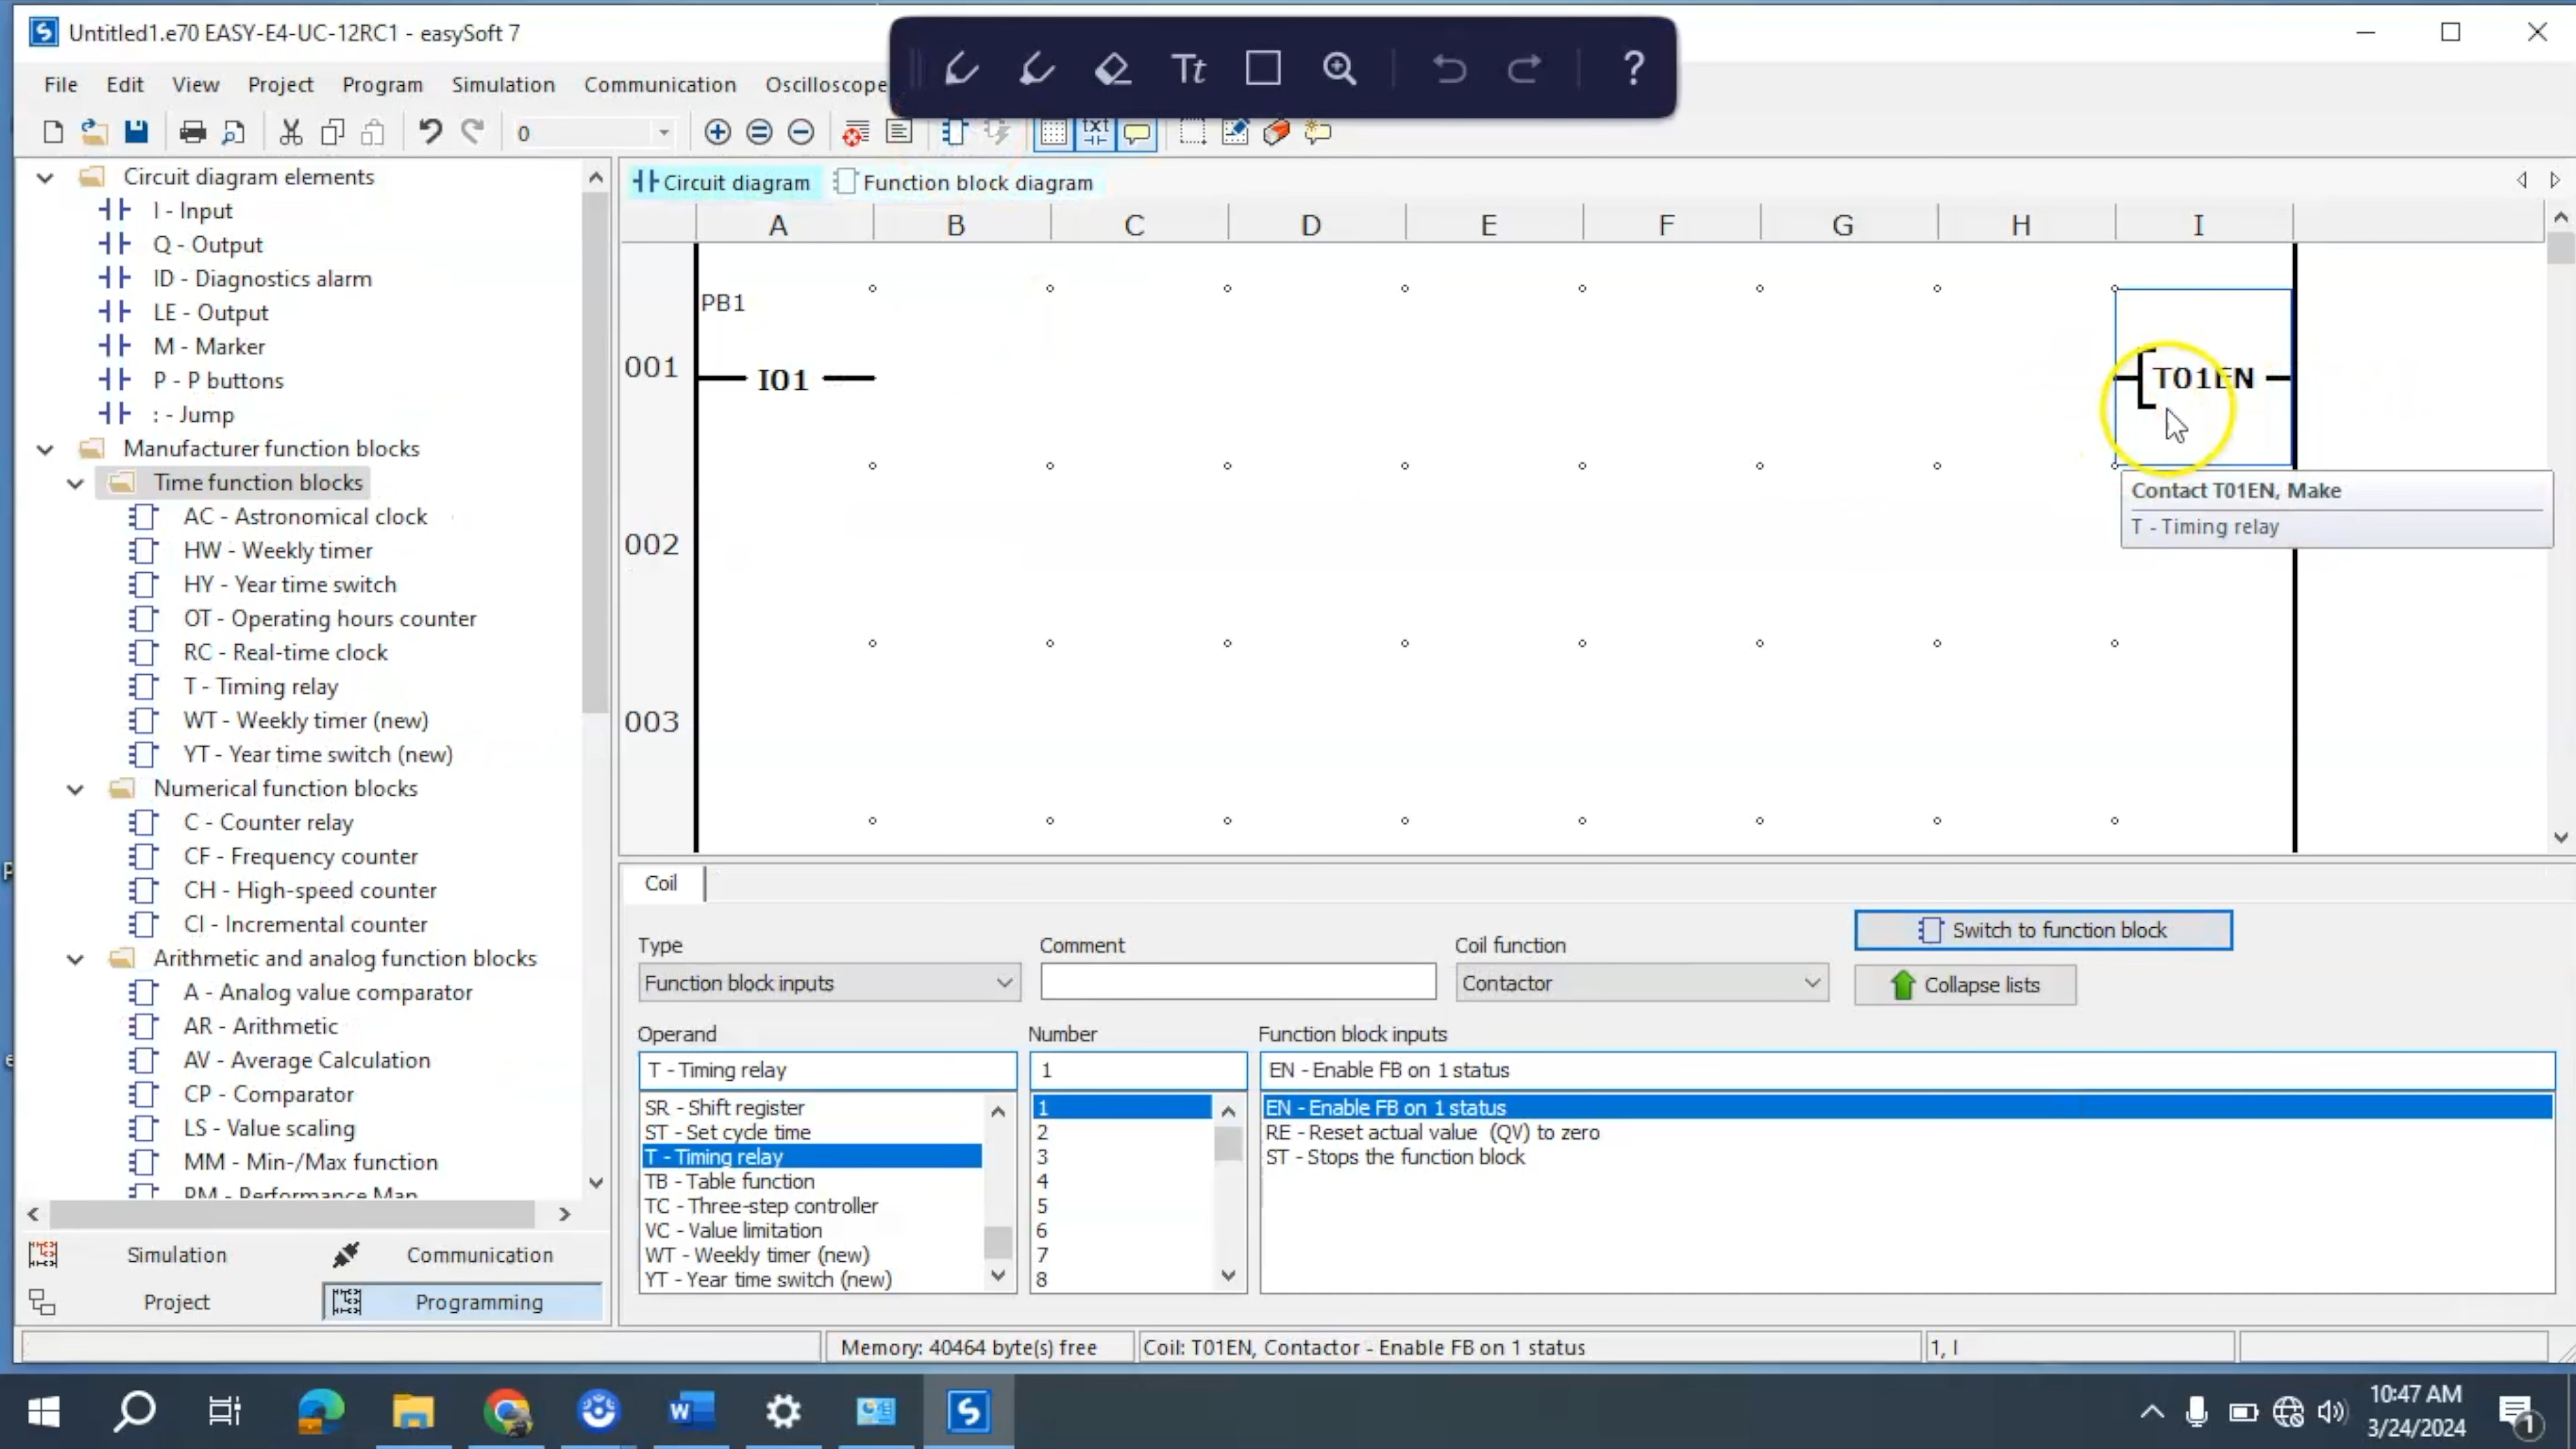 Untitled1.e70 EASY-E4-UC-12RC1 - easySoft 7
File Edit View Project Program Simulation Communication Oscilloscope
Tt ?
0
txt
Circuit diagram elements
I - Input
Q - Output
ID - Diagnostics alarm
LE - Output
M - Marker
P - P buttons
: - Jump
Manufacturer function blocks
Time function blocks
AC - Astronomical clock
HW - Weekly timer
HY - Year time switch
OT - Operating hours counter
RC - Real-time clock
T - Timing relay
WT - Weekly timer (new)
YT - Year time switch (new)
Numerical function blocks
C - Counter relay
CF - Frequency counter
CH - High-speed counter
CI - Incremental counter
Arithmetic and analog function blocks
A - Analog value comparator
AR - Arithmetic
AV - Average Calculation
CP - Comparator
LS - Value scaling
MM - Min-/Max function
PM - Performance Map
Simulation Communication
Project Programming
Circuit diagram Function block diagram
A B C D E F G H I
PB1
001 I01 T01EN
Contact T01EN, Make
T - Timing relay
002
003
Coil
Type Comment Coil function Switch to function block
Function block inputs Contactor Collapse lists
Operand Number Function block inputs
T - Timing relay 1 EN - Enable FB on 1 status
SR - Shift register 1 EN - Enable FB on 1 status
ST - Set cycle time 2 RE - Reset actual value (QV) to zero
T - Timing relay 3 ST - Stops the function block
TB - Table function 4
TC - Three-step controller 5
VC - Value limitation 6
WT - Weekly timer (new) 7
YT - Year time switch (new) 8
Memory: 40464 byte(s) free Coil: T01EN, Contactor - Enable FB on 1 status 1, I
10:47 AM
3/24/2024
1